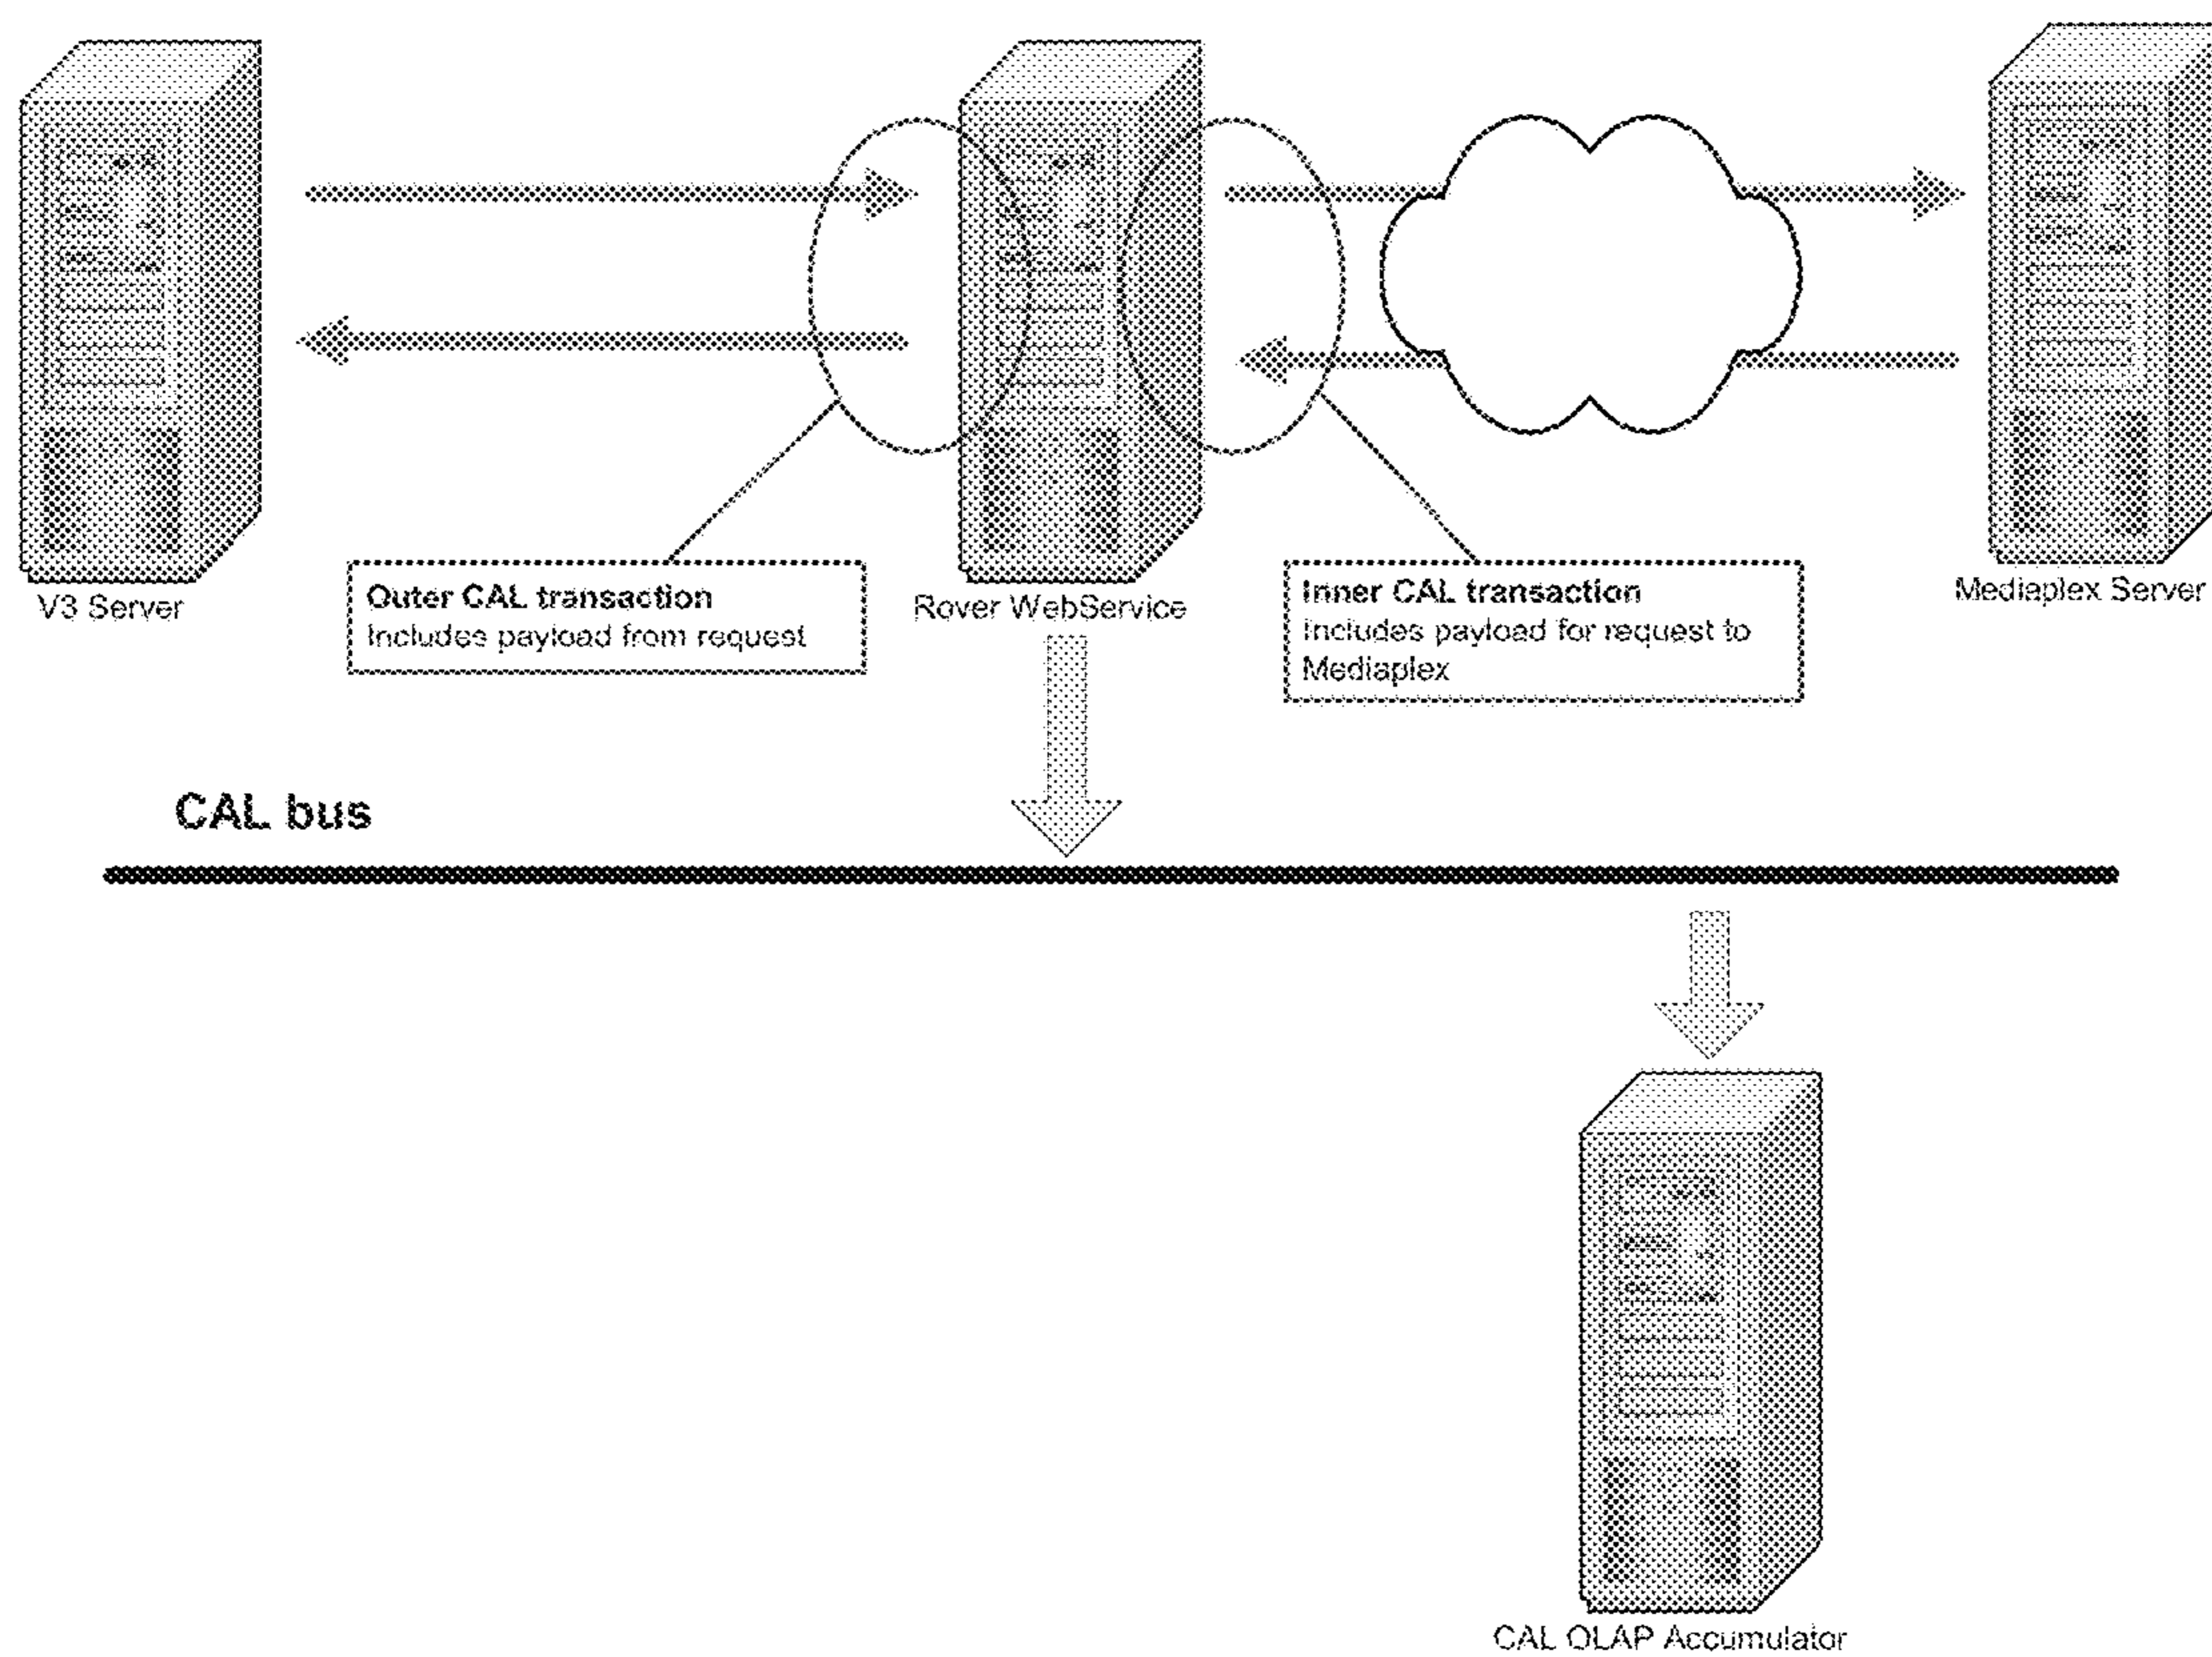 V3 Server
Outer CAL transaction
Includes payload from request
Rover WebService
Inner CAL transaction
Includes payload for request to
Mediaplex
Mediaplex Server
CAL bus
CAL OLAP Accumulator